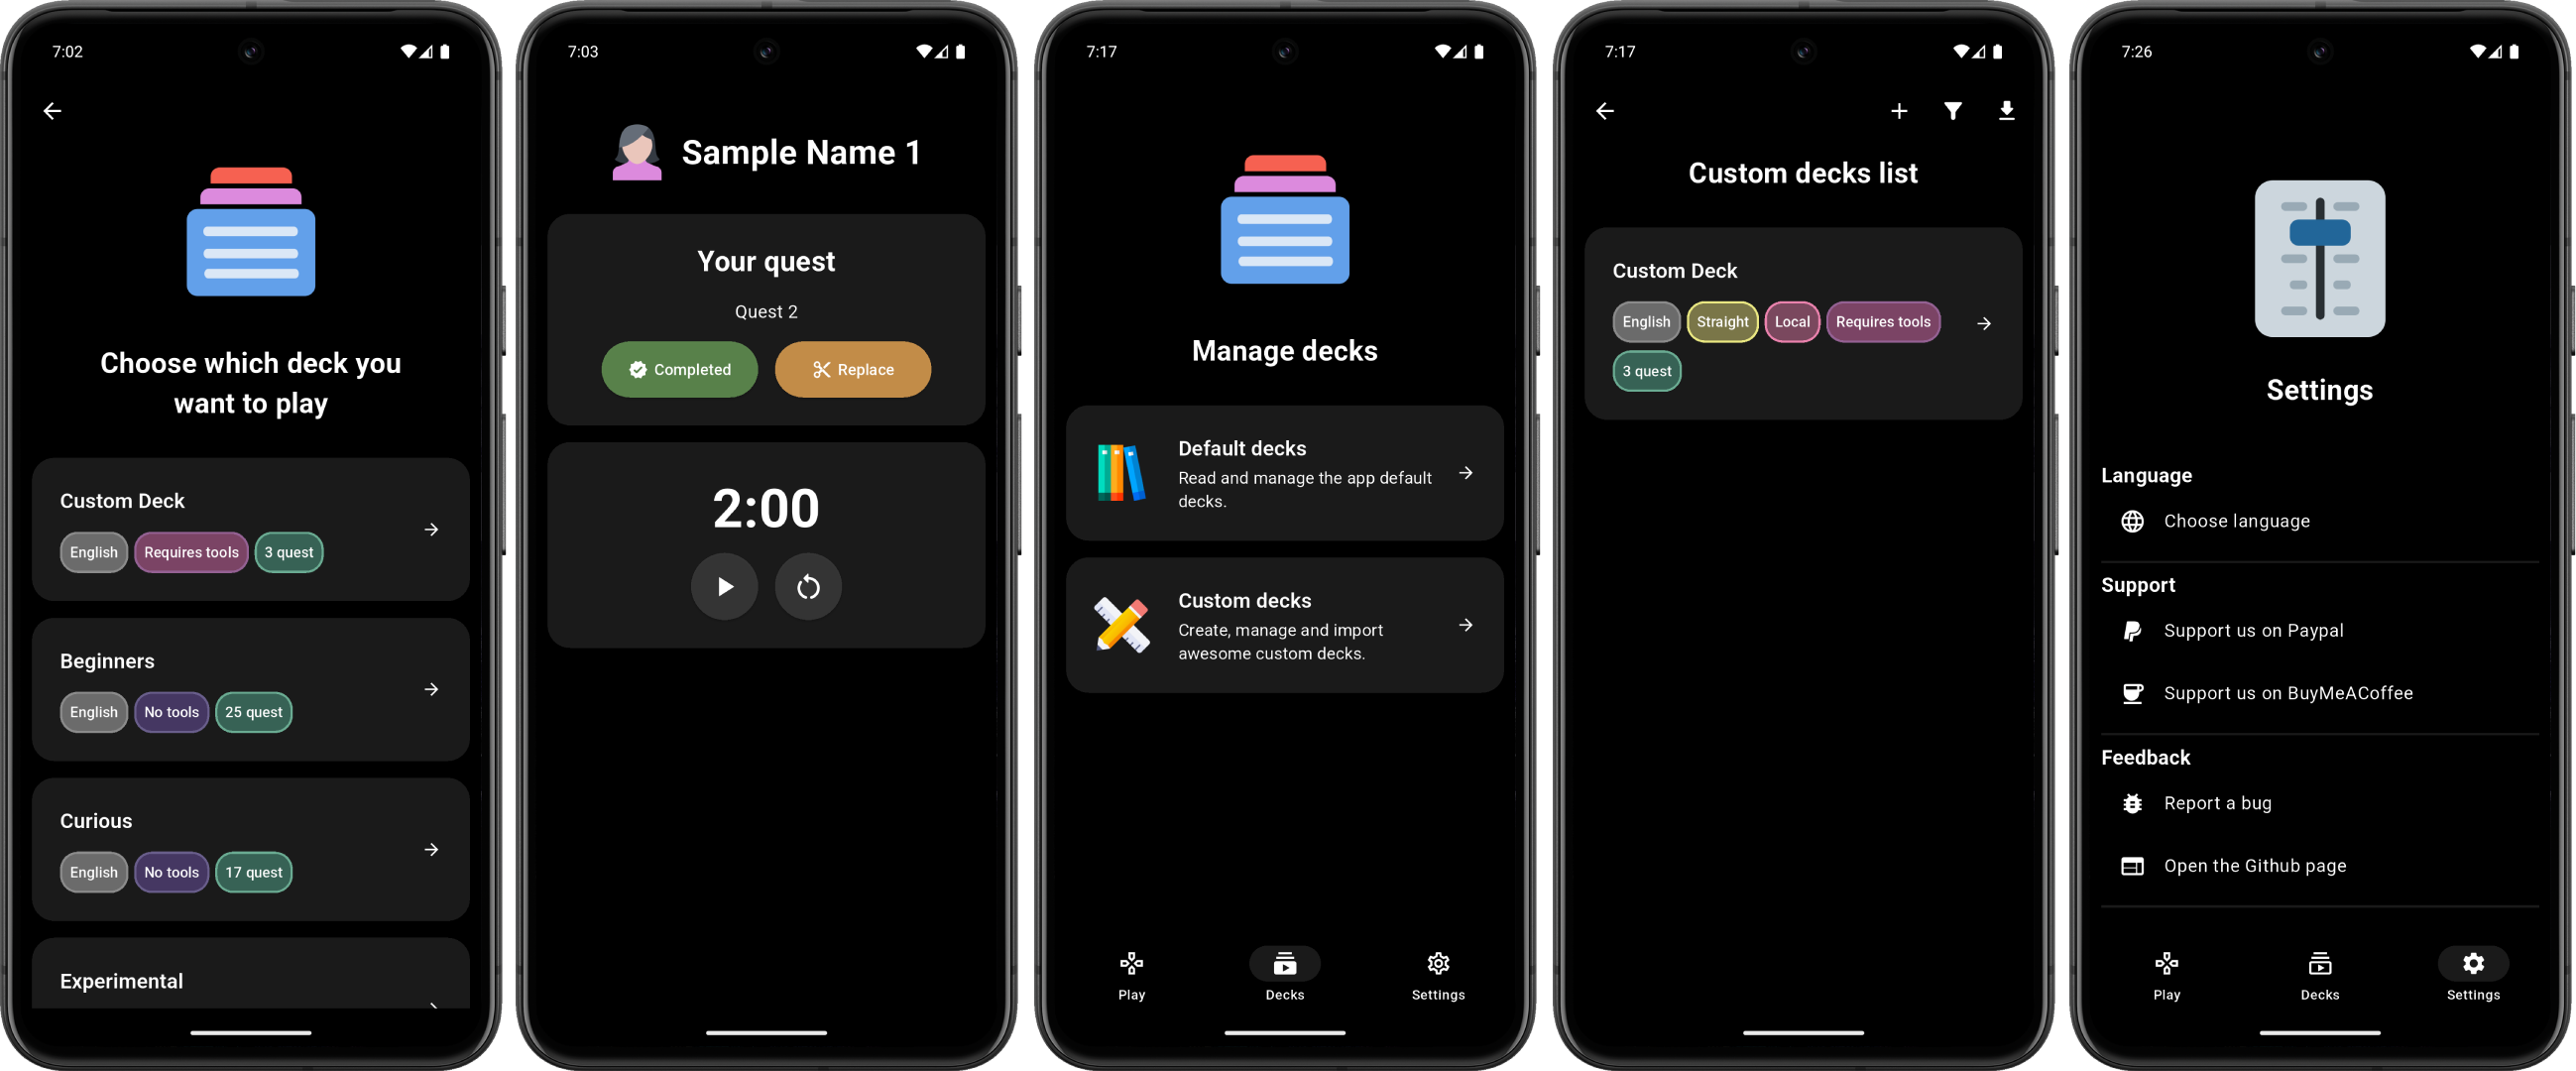 7:02
Choose which deck you
want to play
Custom Deck
English Requires tools 3 quest
Beginners
English No tools 25 quest
Curious
English No tools 17 quest
Experimental
7:03
Sample Name 1
Your quest
Quest 2
Completed Replace
2:00
7:17
Manage decks
Default decks
Read and manage the app default
decks.
Custom decks
Create, manage and import
awesome custom decks.
Play Decks Settings
7:17
Custom decks list
Custom Deck
English Straight Local Requires tools
3 quest
7:26
Settings
Language
Choose language
Support
Support us on Paypal
Support us on BuyMeACoffee
Feedback
Report a bug
Open the Github page
Play Decks Settings